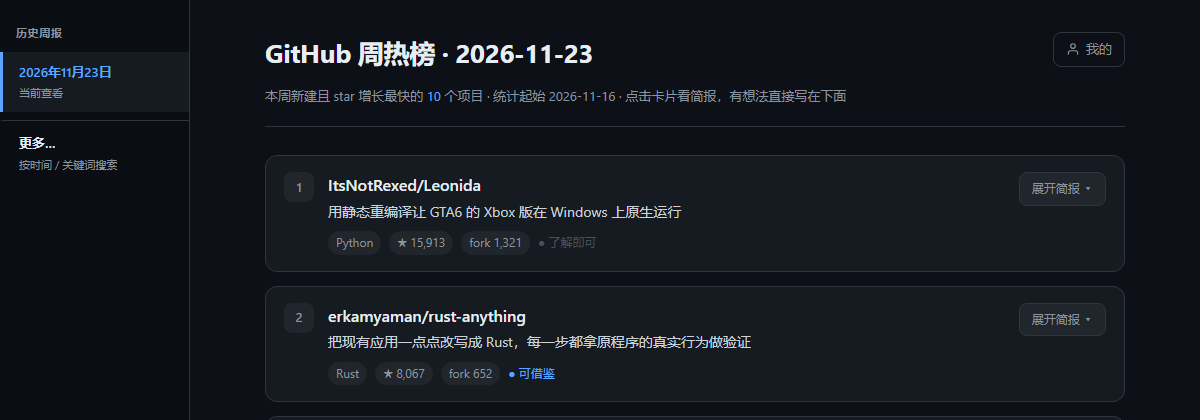 历史周报
2026年11月23日
当前查看
更多...
按时间 / 关键词搜索
GitHub 周热榜 · 2026-11-23
我的
本周新建且 star 增长最快的 10 个项目 · 统计起始 2026-11-16 · 点击卡片看简报，有想法直接写在下面
1
ItsNotRexed/Leonida
展开简报 ▾
用静态重编译让 GTA6 的 Xbox 版在 Windows 上原生运行
Python ★ 15,913 fork 1,321 ● 了解即可
2
erkamyaman/rust-anything
展开简报 ▾
把现有应用一点点改写成 Rust，每一步都拿原程序的真实行为做验证
Rust ★ 8,067 fork 652 ● 可借鉴